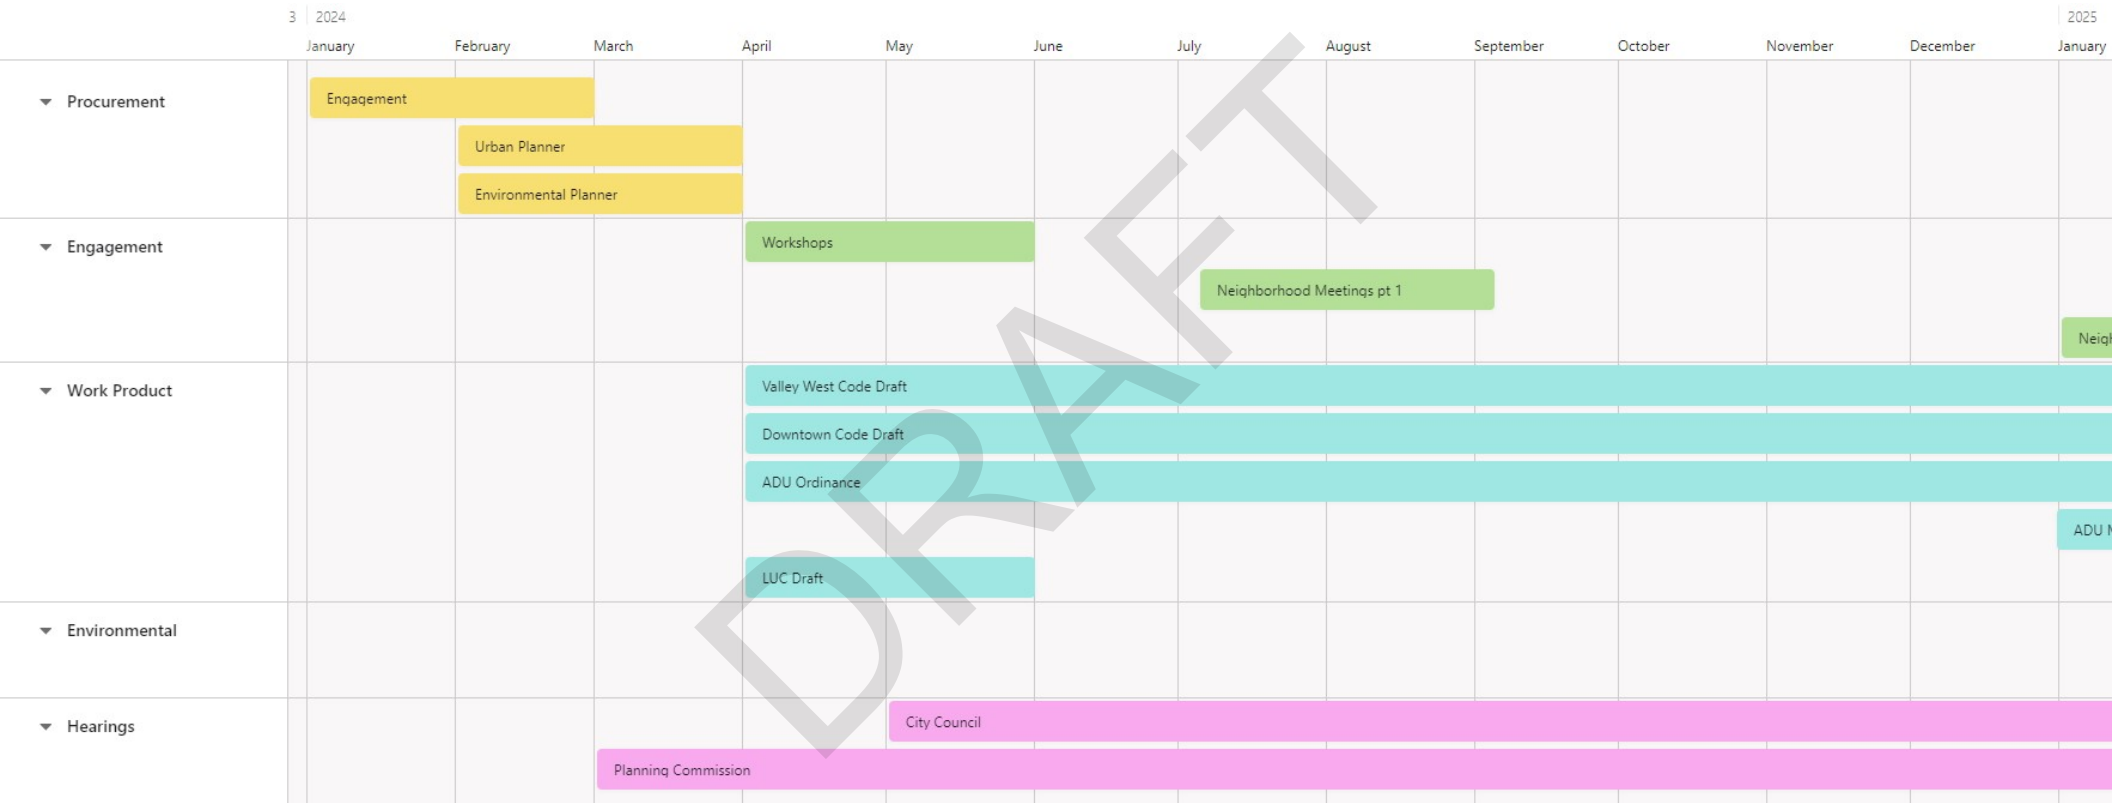 3 2024 2025
January February March April May June July August September October November December January
Procurement
Engagement
Urban Planner
Environmental Planner
Engagement
Workshops
Neighborhood Meetings pt 1
Neigh
Work Product
Valley West Code Draft
Downtown Code Draft
ADU Ordinance
ADU
LUC Draft
Environmental
Hearings
City Council
Planning Commission
DRAFT